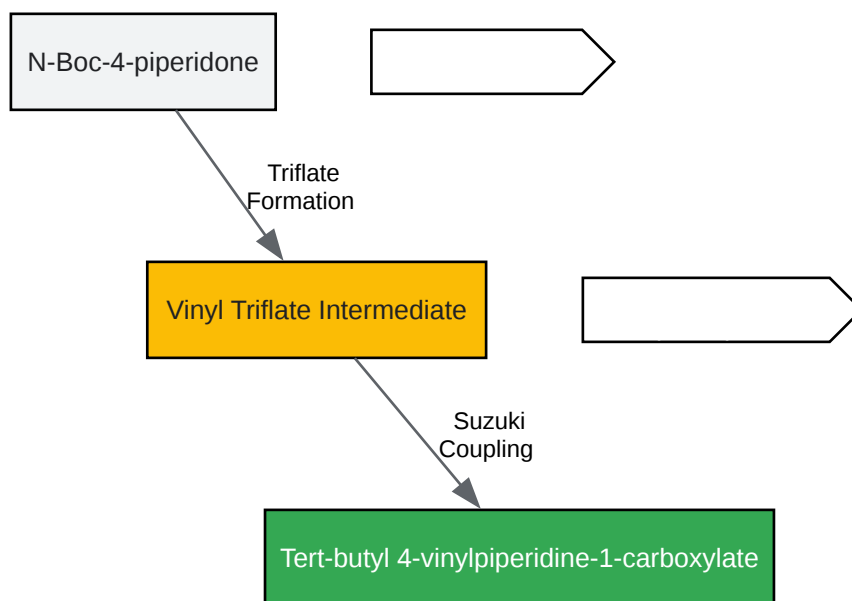 N-Boc-4-piperidone
Triflate
Formation
Vinyl Triflate Intermediate
Suzuki
Coupling
Tert-butyl 4-vinylpiperidine-1-carboxylate